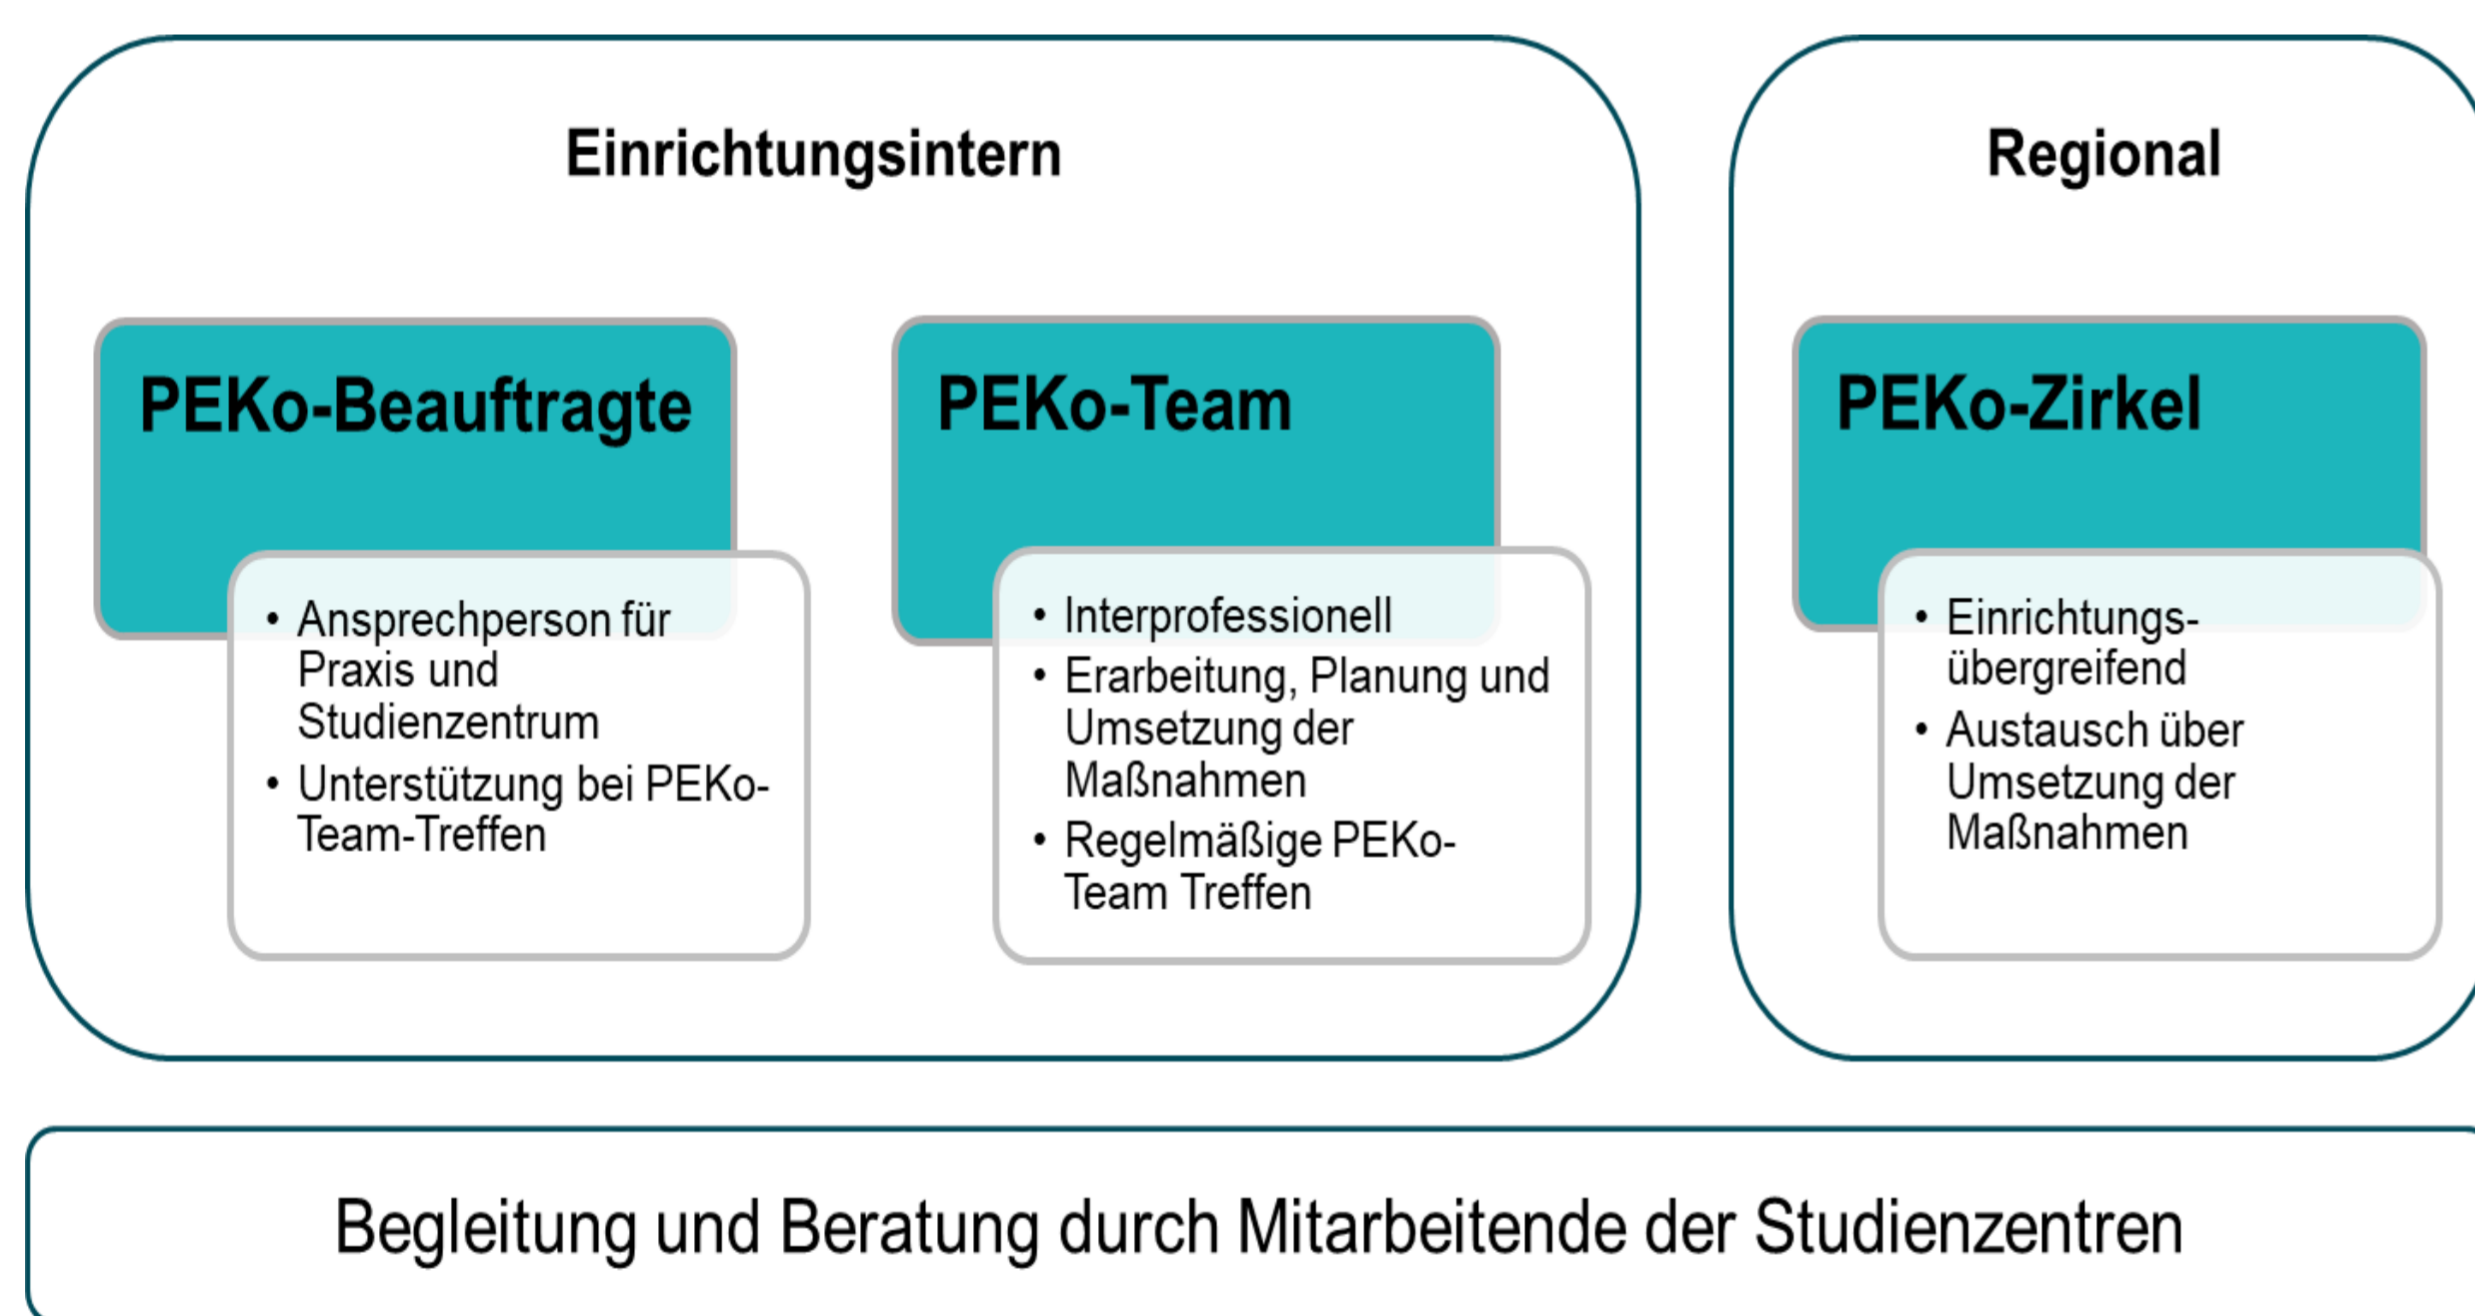 Einrichtungsintern
PEKo-Beauftragte
• Ansprechperson für
Praxis und
Studienzentrum
• Unterstützung bei PEKo-
Team-Treffen
PEKo-Team
• Interprofessionell
• Erarbeitung, Planung und
Umsetzung der
Maßnahmen
• Regelmäßige PEKo-
Team Treffen
Regional
PEKo-Zirkel
• Einrichtungs-
übergreifend
• Austausch über
Umsetzung der
Maßnahmen
Begleitung und Beratung durch Mitarbeitende der Studienzentren